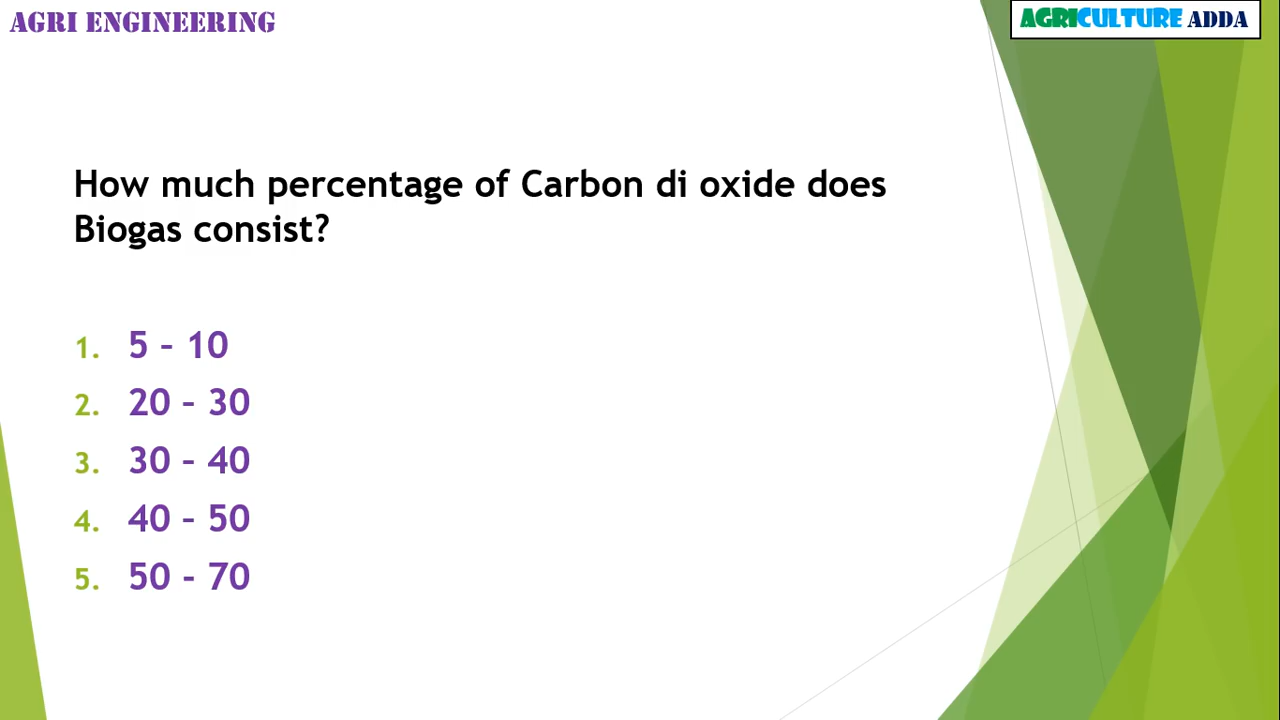 AGRI ENGINEERING
AGRICULTURE ADDA
How much percentage of Carbon di oxide does
Biogas consist?
1. 5 – 10
2. 20 – 30
3. 30 – 40
4. 40 – 50
5. 50 - 70